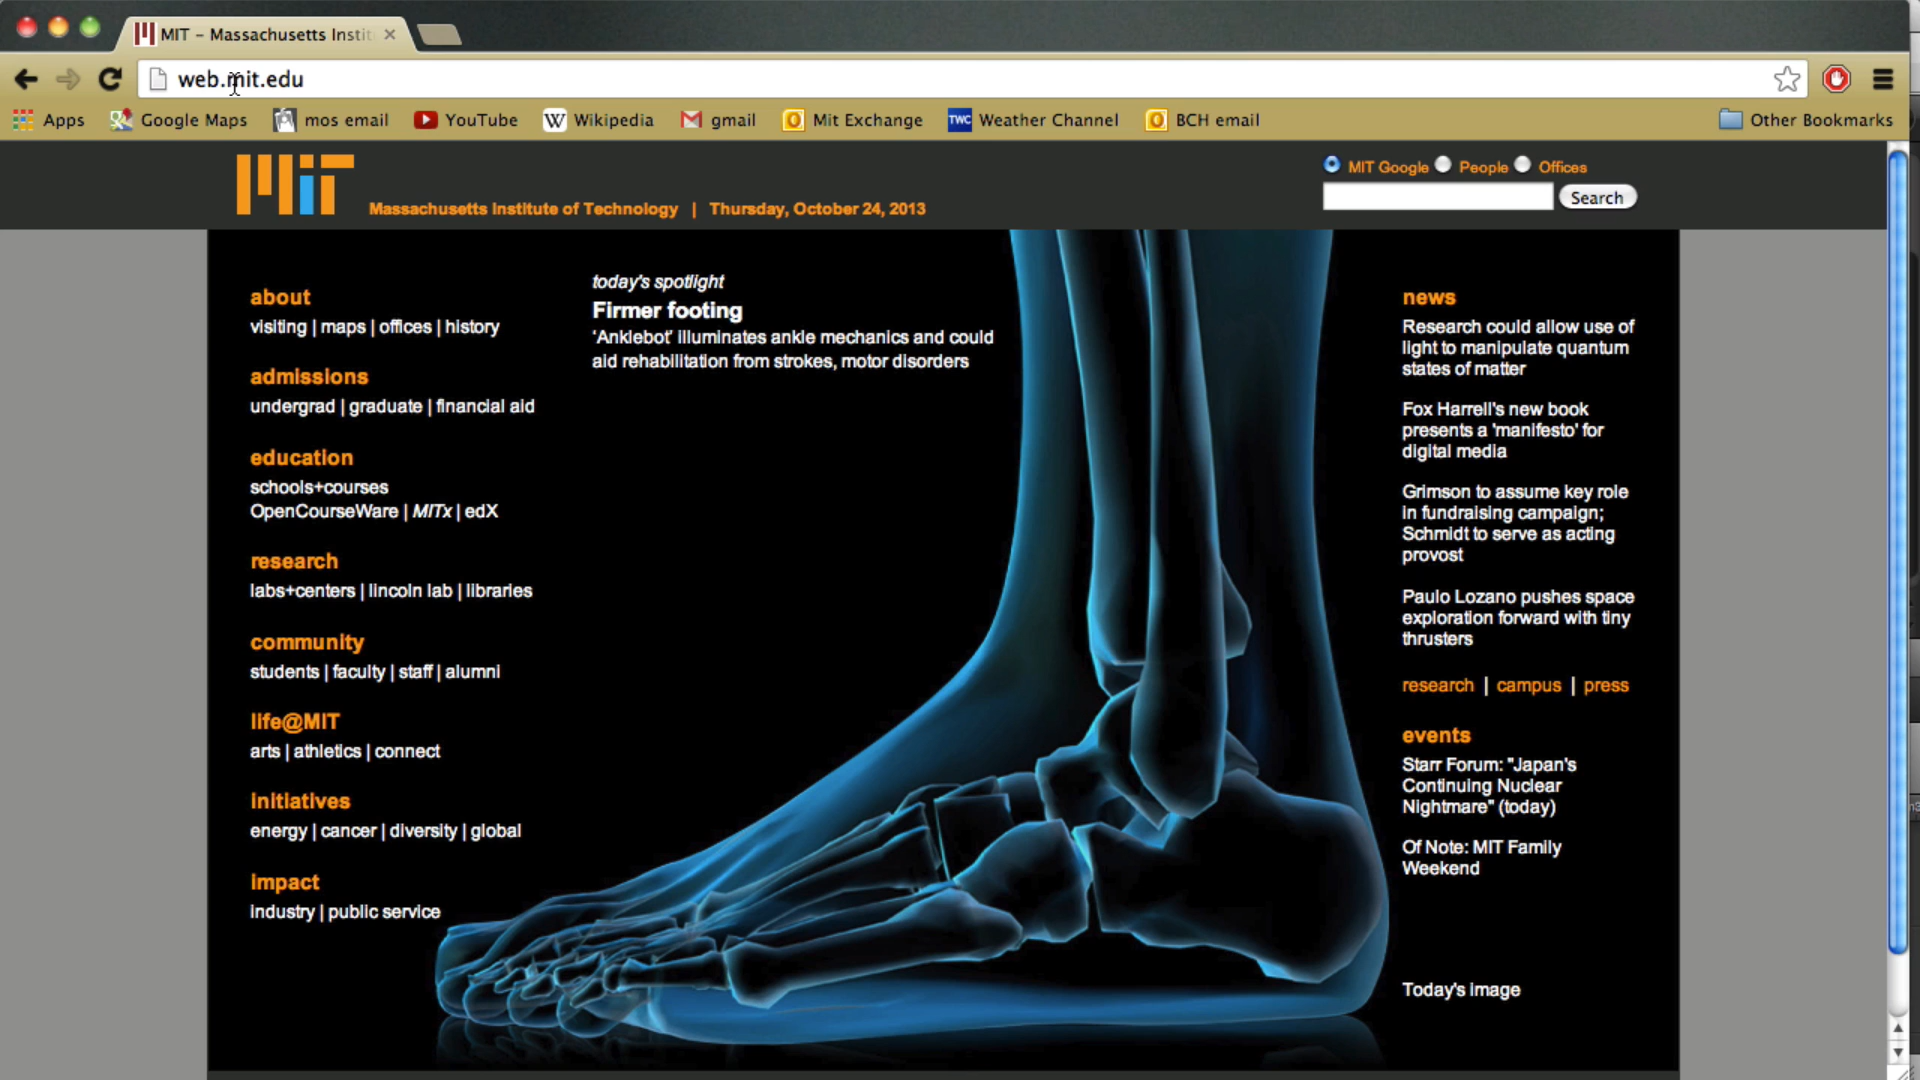 MIT – Massachusetts Instit
web.mit.edu
Apps Google Maps mos email YouTube W Wikipedia gmail Mit Exchange TWC Weather Channel BCH email Other Bookmarks
MIT Google People Offices
Search
MIT Massachusetts Institute of Technology | Thursday, October 24, 2013
about
visiting | maps | offices | history
admissions
undergrad | graduate | financial aid
education
schools+courses
OpenCourseWare | MITx | edX
research
labs+centers | lincoln lab | libraries
community
students | faculty | staff | alumni
life@MIT
arts | athletics | connect
initiatives
energy | cancer | diversity | global
impact
industry | public service
today's spotlight
Firmer footing
'Anklebot' illuminates ankle mechanics and could
aid rehabilitation from strokes, motor disorders
news
Research could allow use of
light to manipulate quantum
states of matter
Fox Harrell's new book
presents a 'manifesto' for
digital media
Grimson to assume key role
in fundraising campaign;
Schmidt to serve as acting
provost
Paulo Lozano pushes space
exploration forward with tiny
thrusters
research | campus | press
events
Starr Forum: "Japan's
Continuing Nuclear
Nightmare" (today)
Of Note: MIT Family
Weekend
Today's image